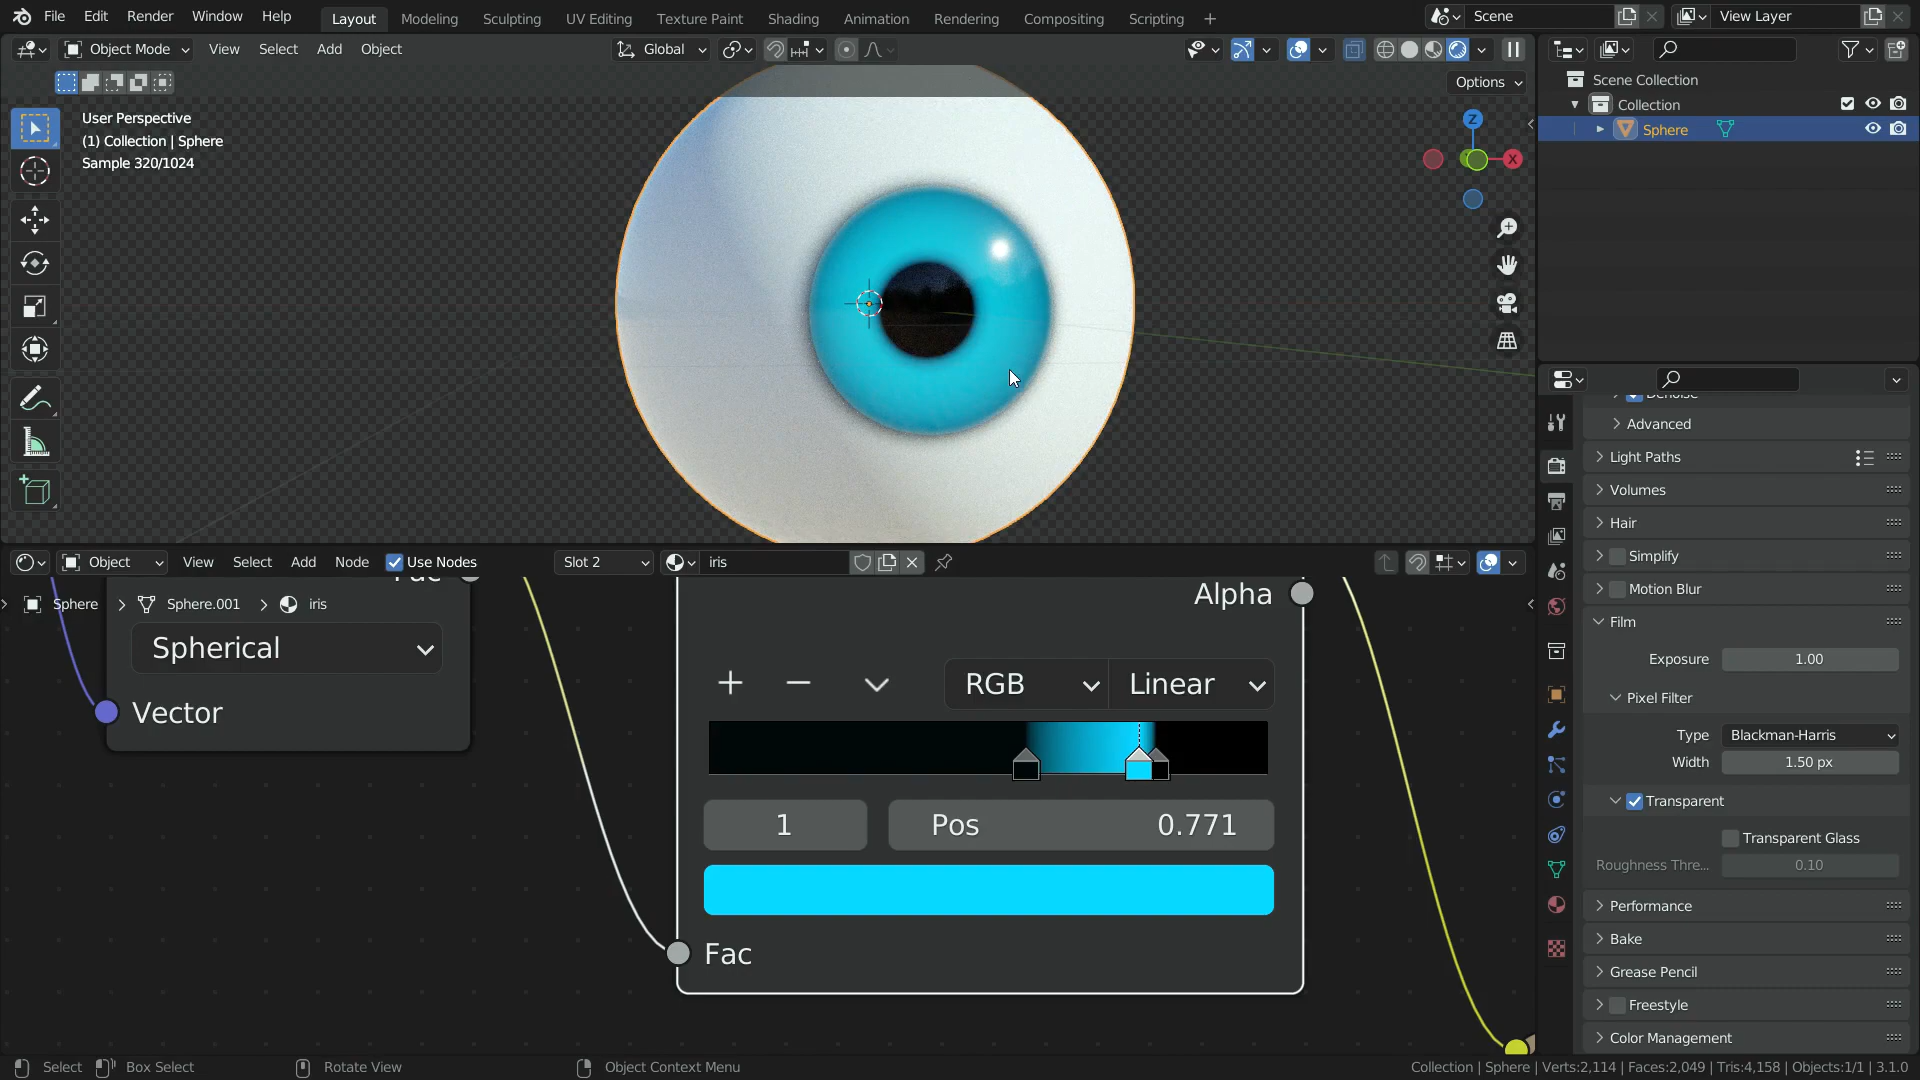 File Edit Render Window Help Layout Modeling Sculpting UV Editing Texture Paint Shading Animation Rendering Compositing Scripting + Scene View Layer
Object Mode View Select Add Object Global
Options
User Perspective
(1) Collection | Sphere
Sample 320/1024
Z
X
Scene Collection
Collection
Sphere
Denoise
Advanced
Light Paths
Volumes
Hair
Simplify
Motion Blur
Film
Exposure 1.00
Pixel Filter
Type Blackman-Harris
Width 1.50 px
Transparent
Transparent Glass
Roughness Thre... 0.10
Performance
Bake
Grease Pencil
Freestyle
Color Management
Object View Select Add Node Use Nodes Slot 2 iris
Fac
Sphere > Sphere.001 > iris
Spherical
Vector
Alpha
RGB Linear
1 Pos 0.771
Fac
Select Box Select Rotate View Object Context Menu Collection | Sphere | Verts:2,114 | Faces:2,049 | Tris:4,158 | Objects:1/1 | 3.1.0